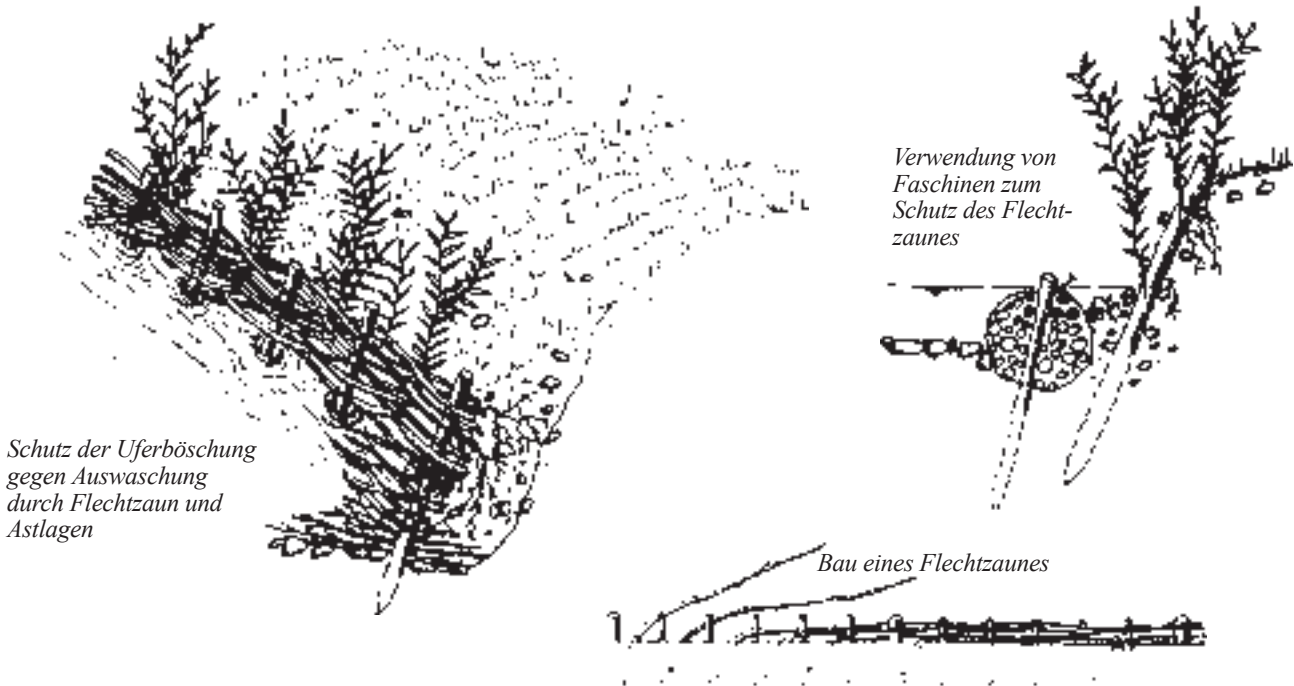 Verwendung von
Faschinen zum
Schutz des Flecht-
zaunes
Schutz der Uferböschung
gegen Auswaschung
durch Flechtzaun und
Astlagen
Bau eines Flechtzaunes